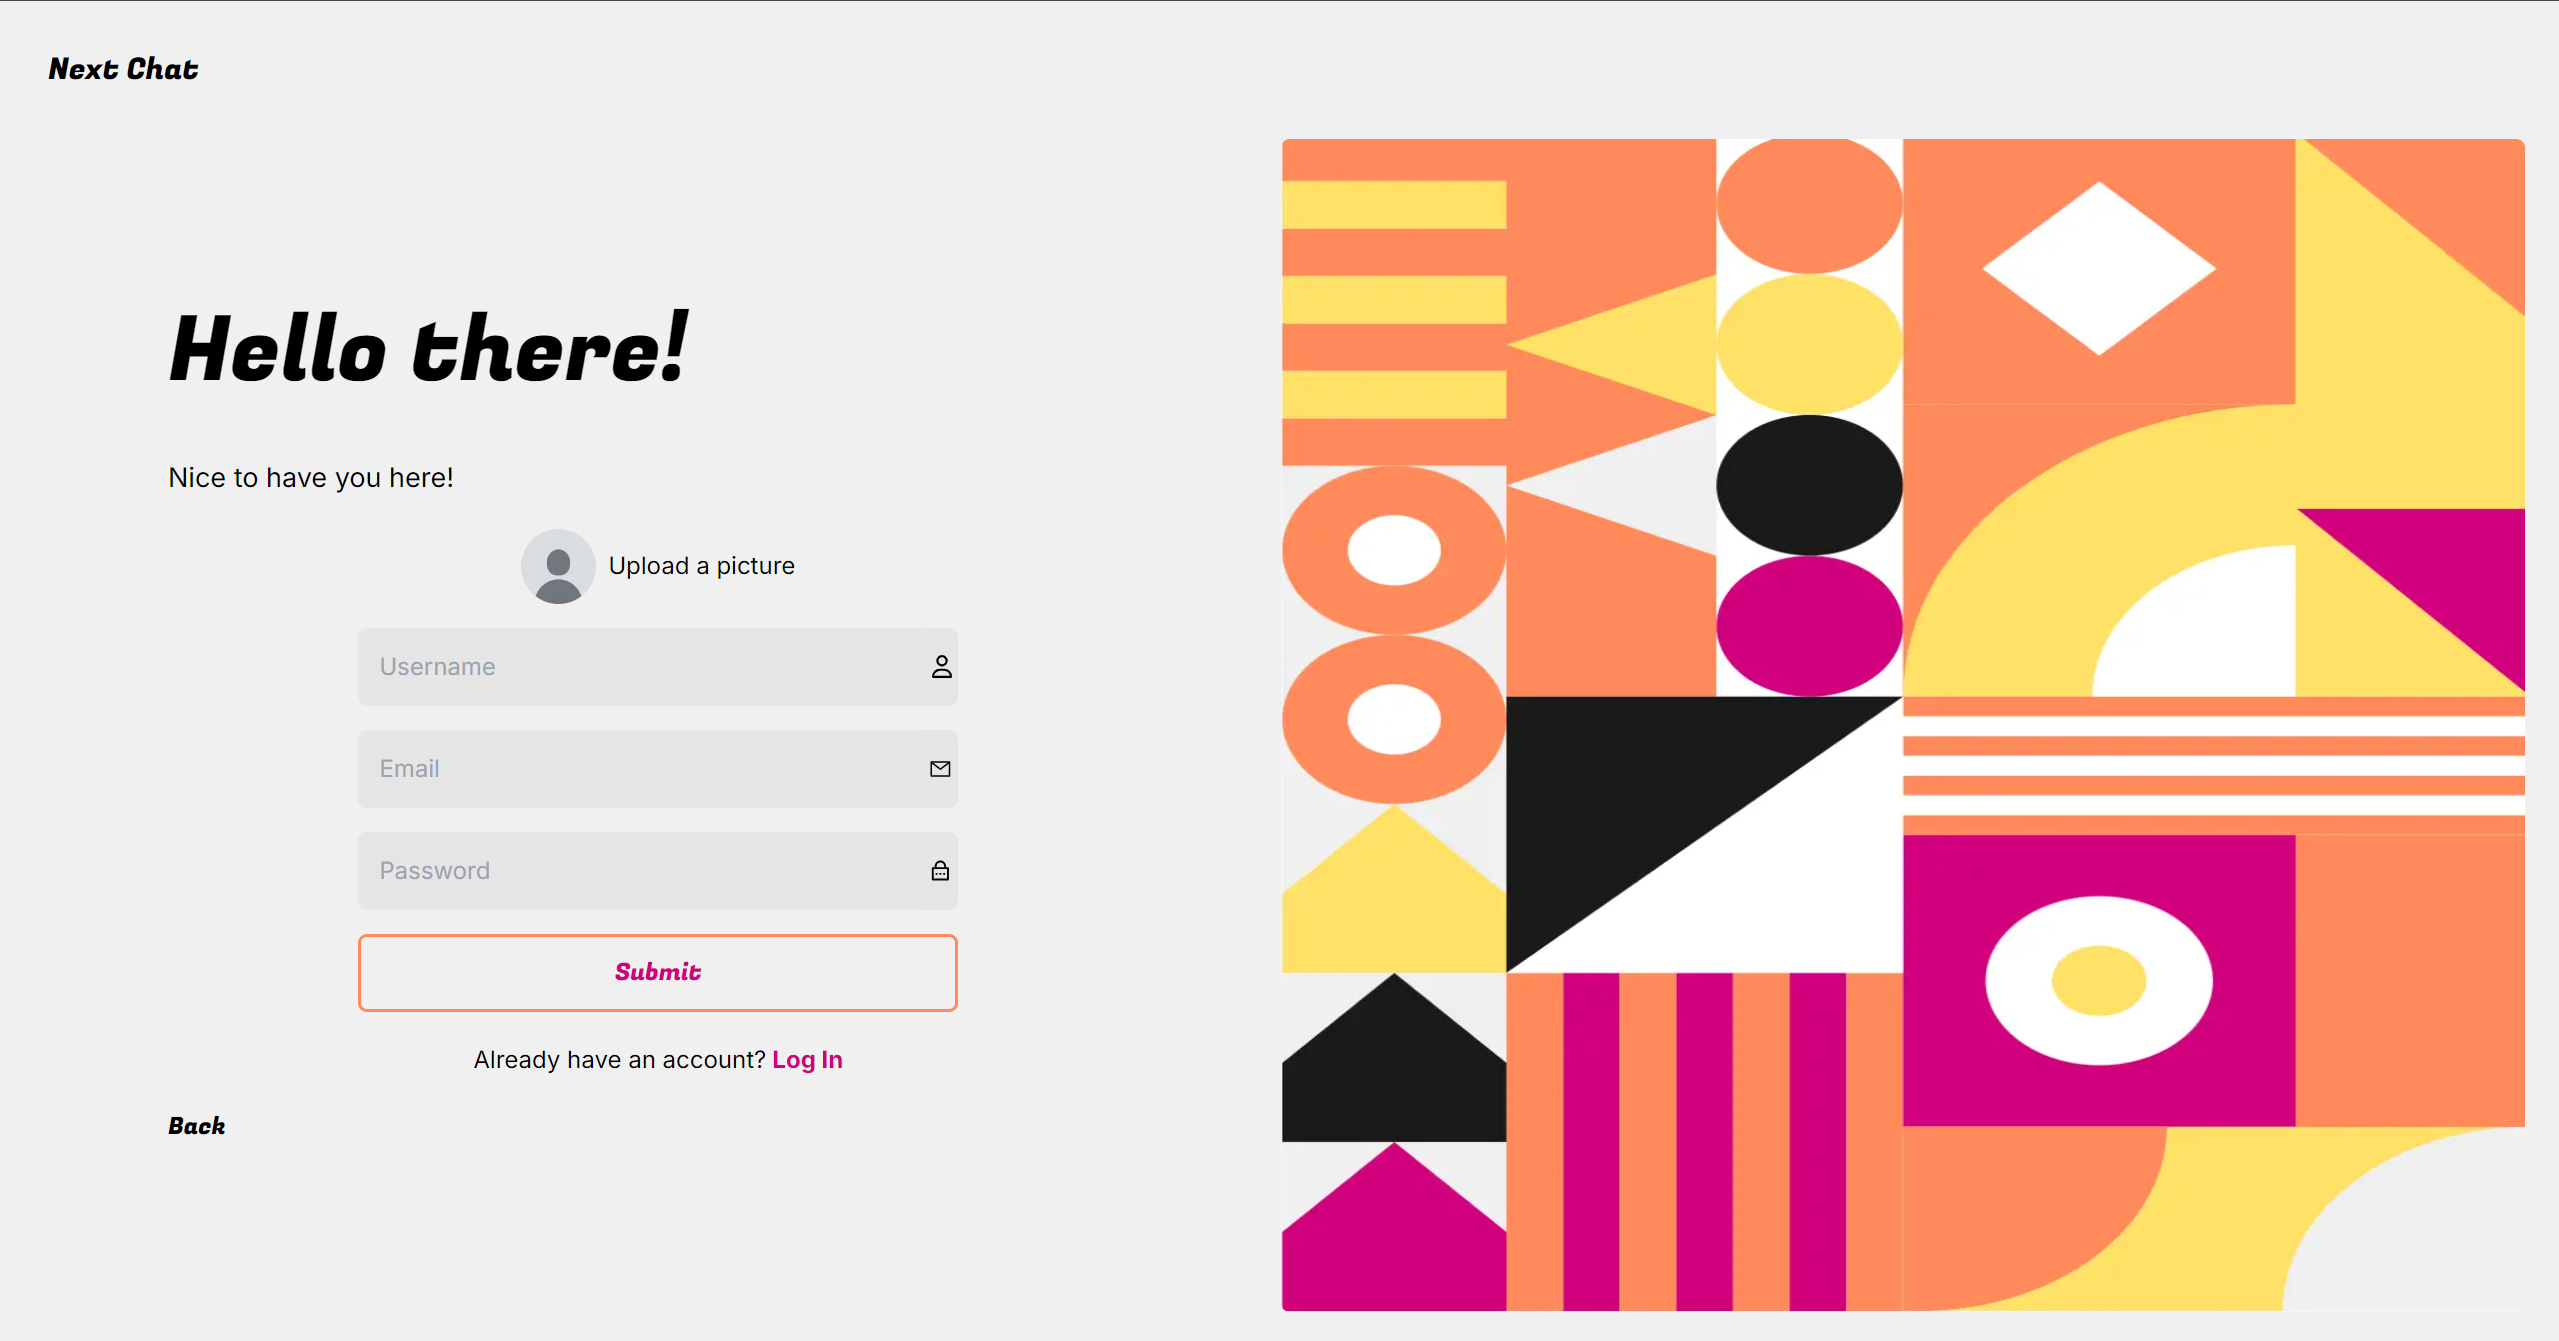 Next Chat
Hello there!
Nice to have you here!
Upload a picture
Username
Email
Password
Submit
Already have an account? Log In
Back